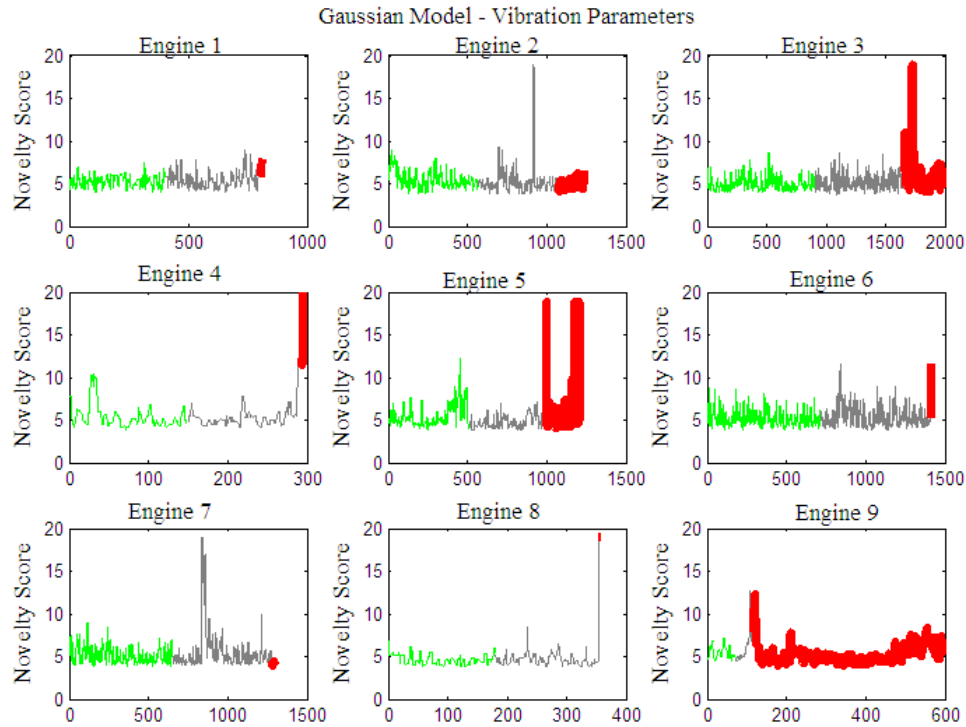 Gaussian Model - Vibration Parameters
Engine 1
Engine 2
Engine 3
Novelty Score
20
15
10
5
0
0 500 1000
Novelty Score
20
15
10
5
0
0 500 1000 1500
Novelty Score
20
15
10
5
0
0 500 1000 1500 2000
Engine 4
Engine 5
Engine 6
Novelty Score
20
15
10
5
0
0 100 200 300
Novelty Score
20
15
10
5
0
0 500 1000 1500
Novelty Score
20
15
10
5
0
0 500 1000 1500
Engine 7
Engine 8
Engine 9
Novelty Score
20
15
10
5
0
0 500 1000 1500
Novelty Score
20
15
10
5
0
0 100 200 300 400
Novelty Score
20
15
10
5
0
0 200 400 600